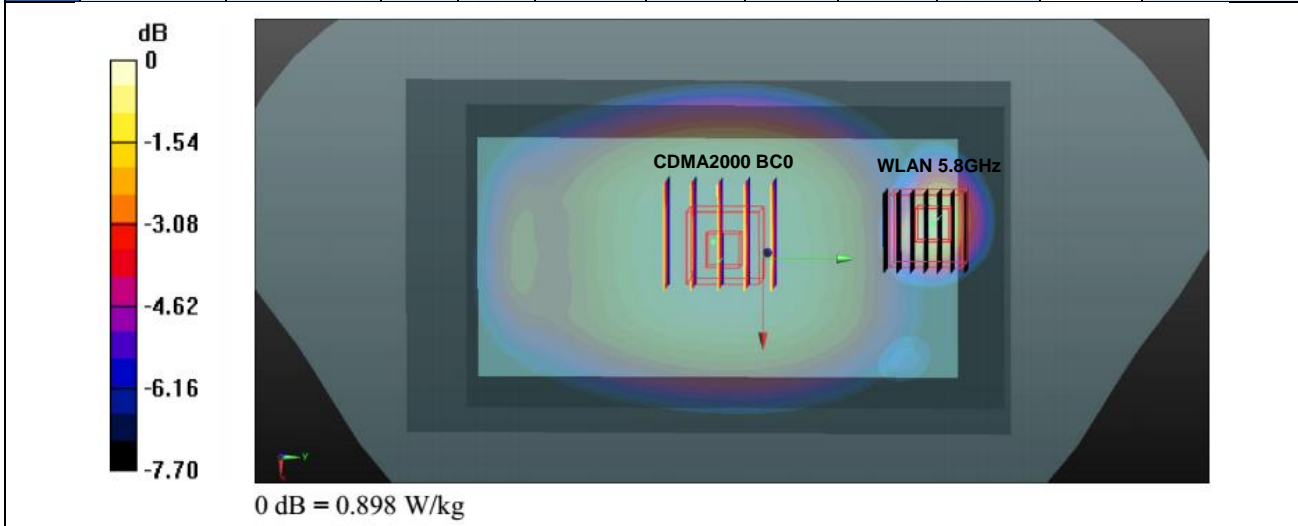 dB
0
-1.54
-3.08
-4.62
-6.16
-7.70
CDMA2000 BC0
WLAN 5.8GHz
Y
0 dB = 0.898 W/kg